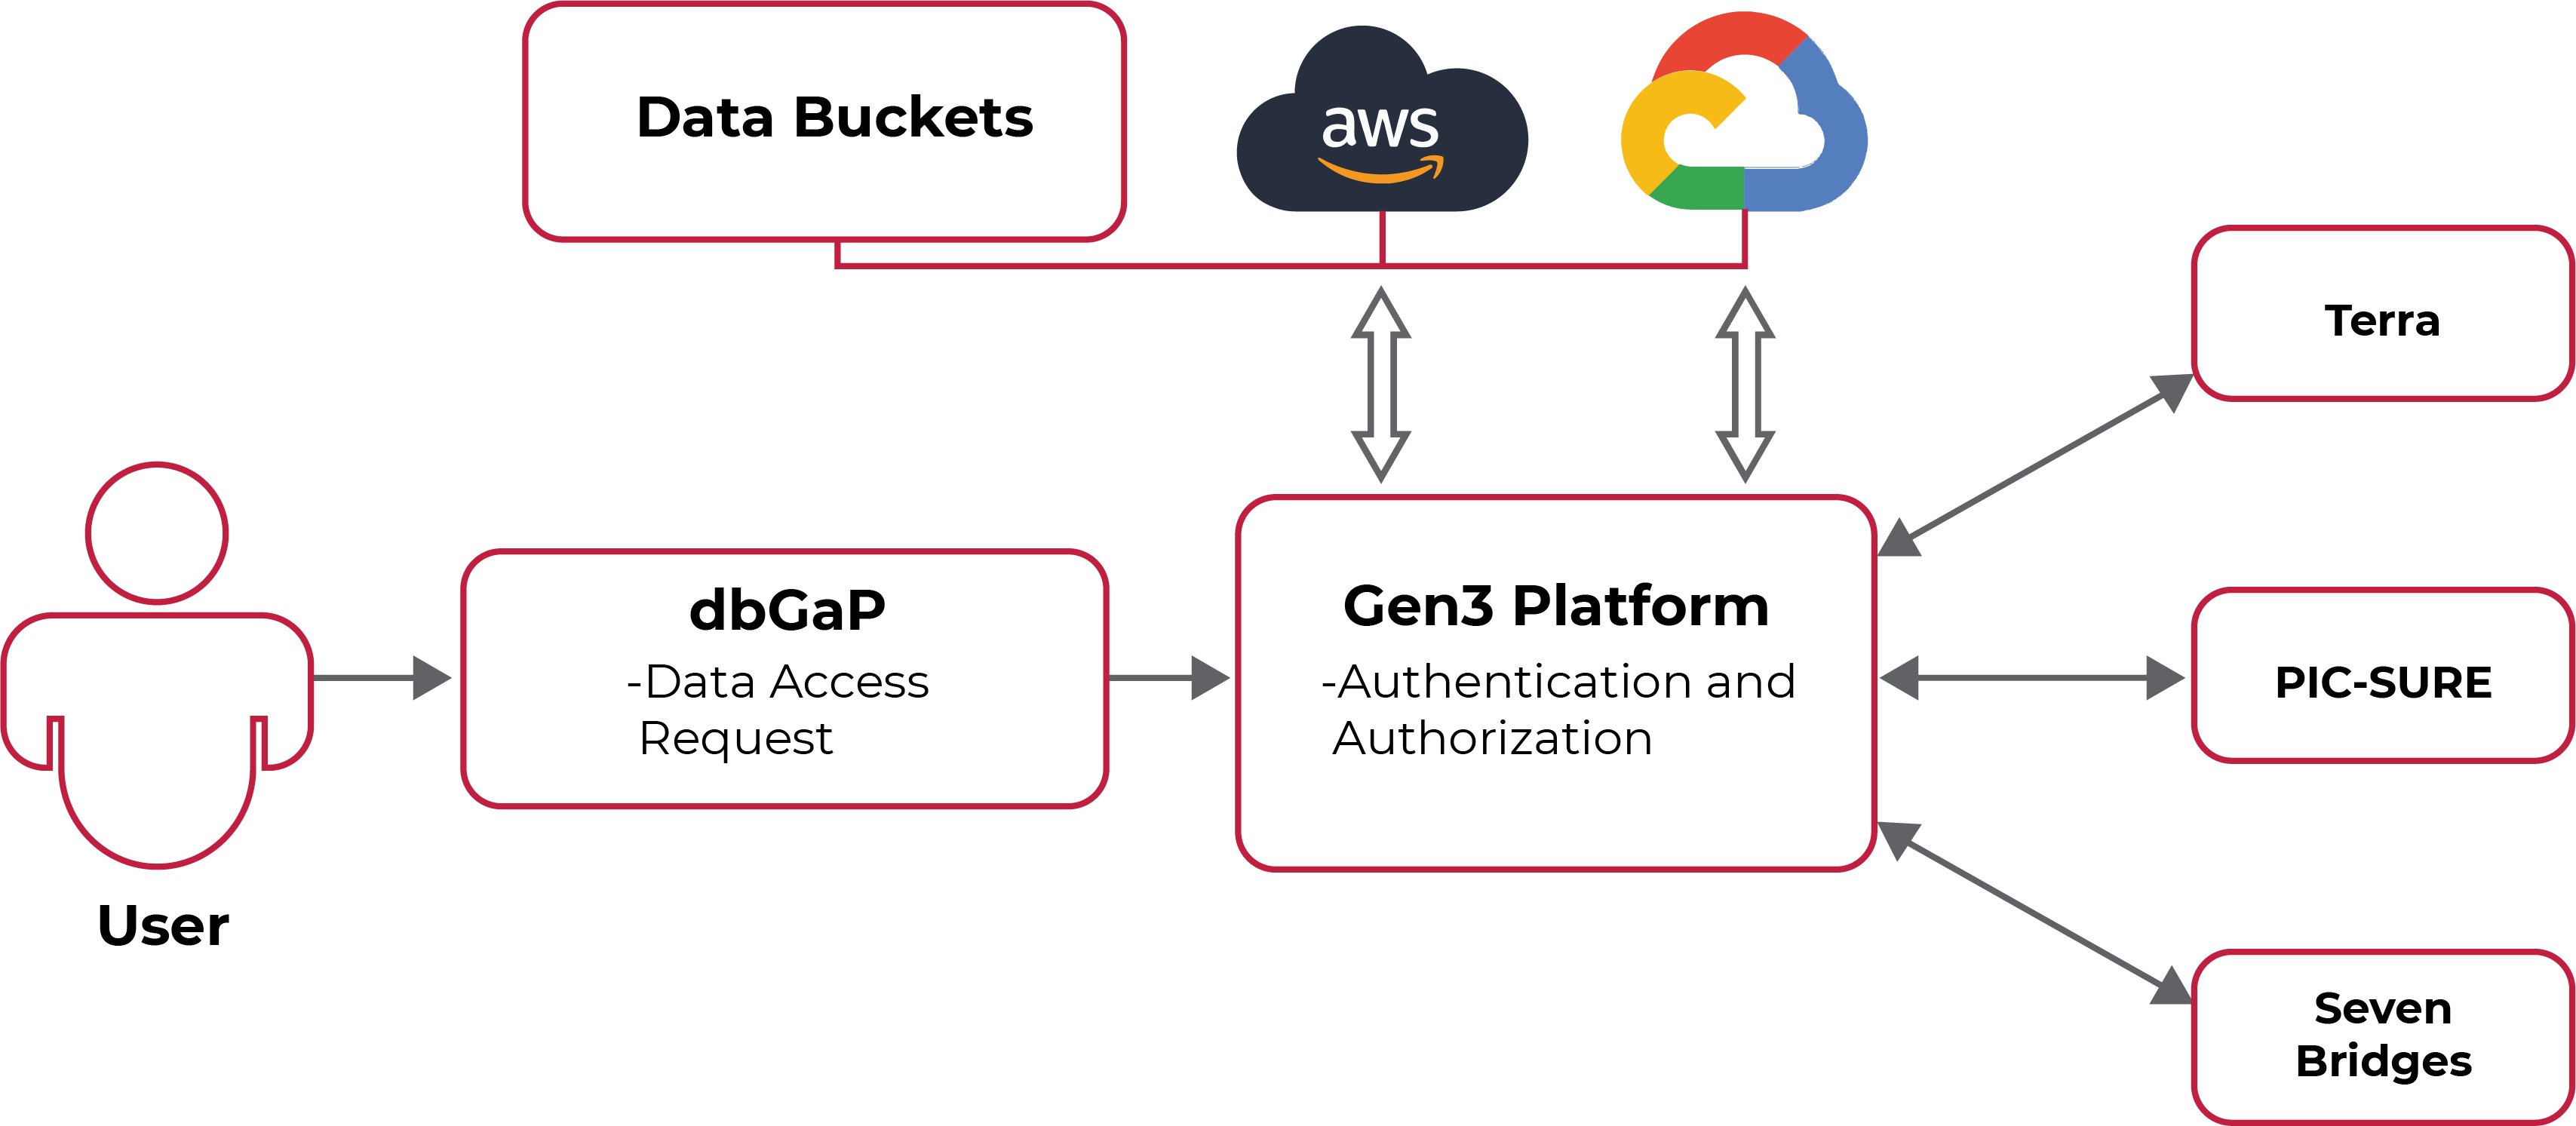 Data Buckets
aws
Terra
dbGaP
-Data Access
Request
Gen3 Platform
-Authentication and
Authorization
PIC-SURE
User
Seven
Bridges